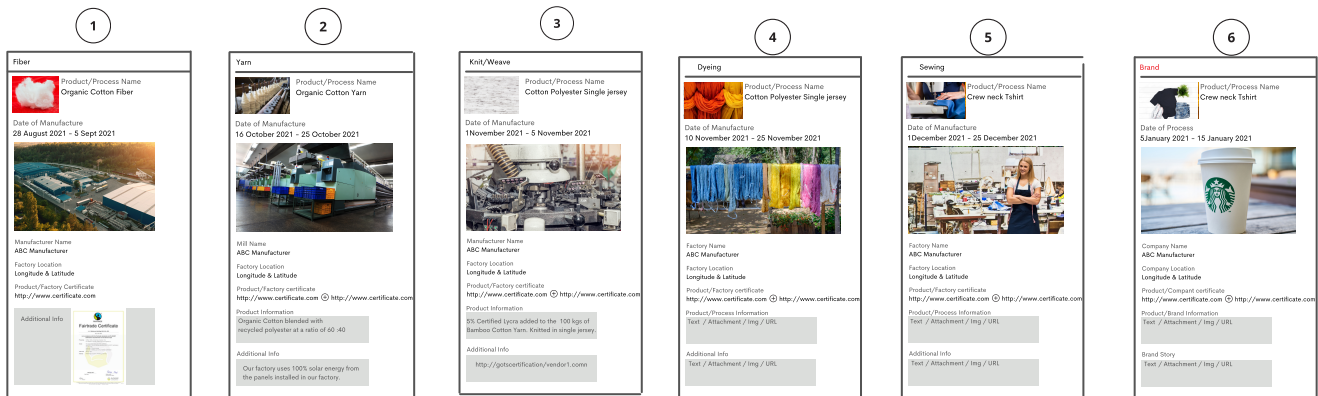 1
Fiber
Product/Process Name
Organic Cotton Fiber
Date of Manufacture
28 August 2021 - 5 Sept 2021
Manufacturer Name
ABC Manufacturer
Factory Location
Longitude & Latitude
Product/Factory Certificate
http://www.certificate.com
Additional Info
Fairtrade Certificate
2
Yarn
Product/Process Name
Organic Cotton Yarn
Date of Manufacture
16 October 2021 - 25 October 2021
Mill Name
ABC Manufacturer
Factory Location
Longitude & Latitude
Product/Factory certificate
http://www.certificate.com http://www.certificate.com
Product Information
Organic Cotton blended with
recycled polyester at a ratio of 60 :40
Additional Info
Our factory uses 100% solar energy from
the panels installed in our factory.
3
Knit/Weave
Product/Process Name
Cotton Polyester Single jersey
Date of Manufacture
1November 2021 - 5 November 2021
Manufacturer Name
ABC Manufacturer
Factory Location
Longitude & Latitude
Product/Factory certificate
http://www.certificate.com http://www.certificate.com
Product Information
5% Certified Lycra added to the 100 kgs of
Bamboo Cotton Yarn. Knitted in single jersey.
Additional Info
http://gotscertification/vendor1.comn
4
Dyeing
Product/Process Name
Cotton Polyester Single jersey
Date of Manufacture
10 November 2021 - 25 November 2021
Factory Name
ABC Manufacturer
Factory Location
Longitude & Latitude
Product/Factory certificate
http://www.certificate.com http://www.certificate.com
Product/Process Information
Text / Attachment / Img / URL
Additional Info
Text / Attachment / Img / URL
5
Sewing
Product/Process Name
Crew neck Tshirt
Date of Manufacture
1December 2021 - 25 December 2021
Factory Name
ABC Manufacturer
Factory Location
Longitude & Latitude
Product/Factory certificate
http://www.certificate.com http://www.certificate.com
Product/Process Information
Text / Attachment / Img / URL
Additional Info
Text / Attachment / Img / URL
6
Brand
Product/Process Name
Crew neck Tshirt
Date of Process
5January 2021 - 15 January 2021
Company Name
ABC Manufacturer
Company Location
Longitude & Latitude
Product/Compant certificate
http://www.certificate.com http://www.certificate.com
Product/Brand Information
Text / Attachment / Img / URL
Brand Story
Text / Attachment / Img / URL